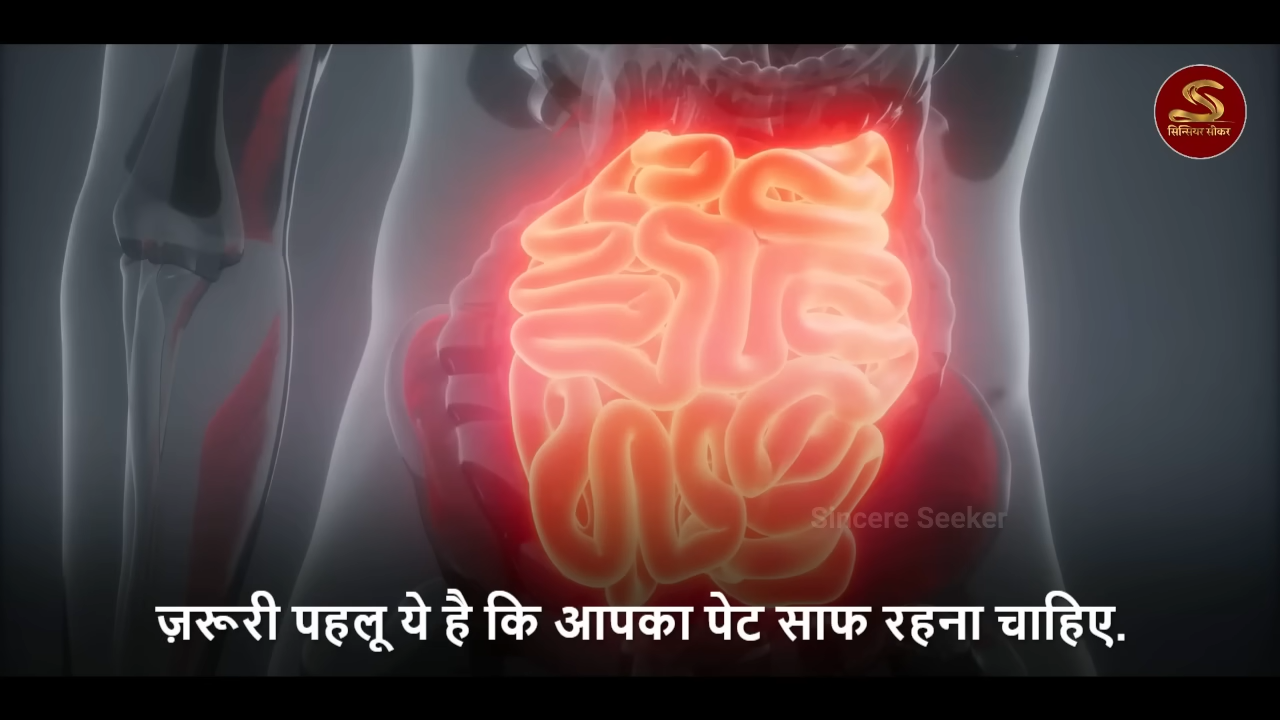 सिन्सियर सीकर
Sincere Seeker
ज़रूरी पहलू ये है कि आपका पेट साफ रहना चाहिए.